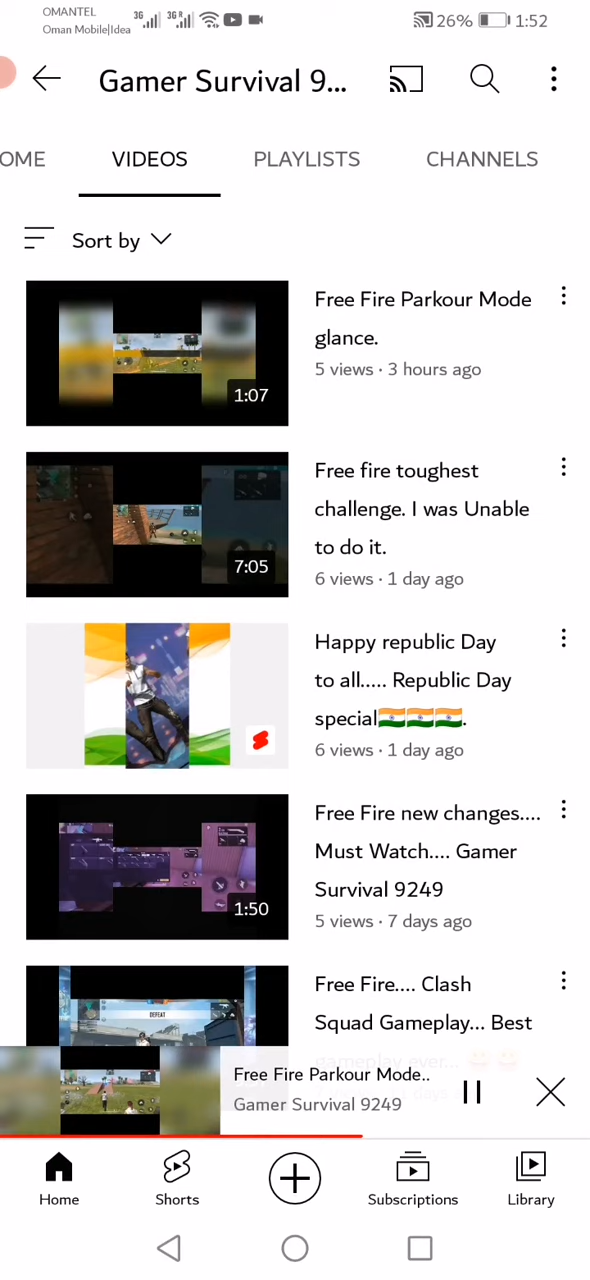 OMANTEL
Oman Mobile|Idea
3G
3G R
26%
1:52
Gamer Survival 9...
OME
VIDEOS
PLAYLISTS
CHANNELS
Sort by
Free Fire Parkour Mode
glance.
5 views · 3 hours ago
1:07
Free fire toughest
challenge. I was Unable
to do it.
6 views · 1 day ago
7:05
Happy republic Day
to all..... Republic Day
special🇮🇳🇮🇳🇮🇳.
6 views · 1 day ago
Free Fire new changes....
Must Watch.... Gamer
Survival 9249
5 views · 7 days ago
1:50
Free Fire.... Clash
Squad Gameplay... Best
gameplay ever...
DEFEAT
Free Fire Parkour Mode..
Gamer Survival 9249
Home
Shorts
Subscriptions
Library